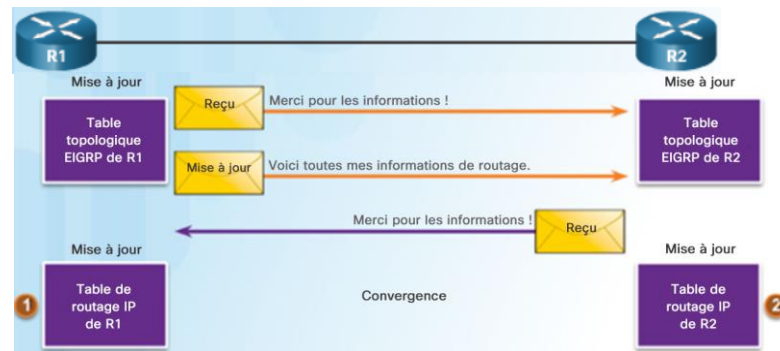 R1
R2
Mise à jour
Mise à jour
Table
topologique
EIGRP de R1
Reçu
Merci pour les informations !
Table
topologique
EIGRP de R2
Mise à jour
Voici toutes mes informations de routage.
Merci pour les informations !
Reçu
Mise à jour
Mise à jour
1
Table de
routage IP
de R1
Convergence
Table de
routage IP
de R2
2